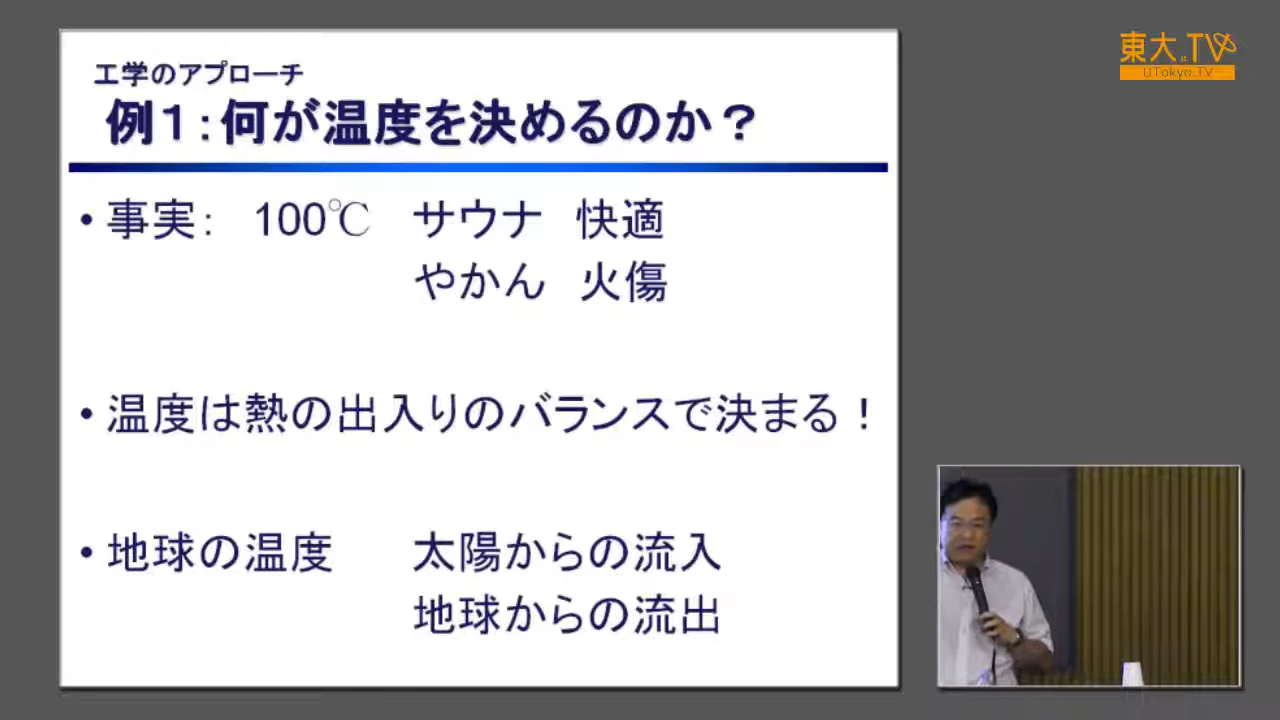 工学のアプローチ
例1：何が温度を決めるのか？
• 事実： 100℃ サウナ 快適
やかん 火傷
• 温度は熱の出入りのバランスで決まる！
• 地球の温度 太陽からの流入
地球からの流出
東大.TV
UTokyo.TV